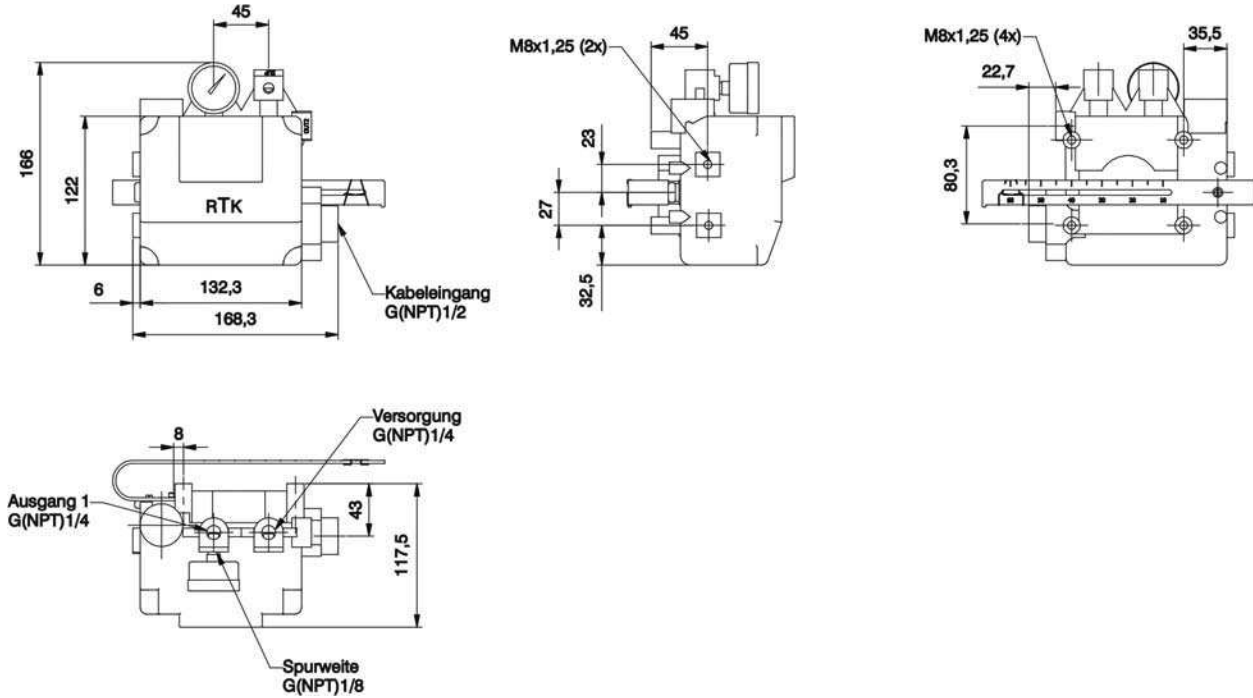 45
166
122
SUP
OUT1
RTK
6
132,3
168,3
Kabeleingang
G(NPT)1/2
M8x1,25 (2x)
45
23
27
32,5
M8x1,25 (4x)
35,5
22,7
80,3
8
Versorgung
G(NPT)1/4
Ausgang 1
G(NPT)1/4
43
117,5
Spurweite
G(NPT)1/8